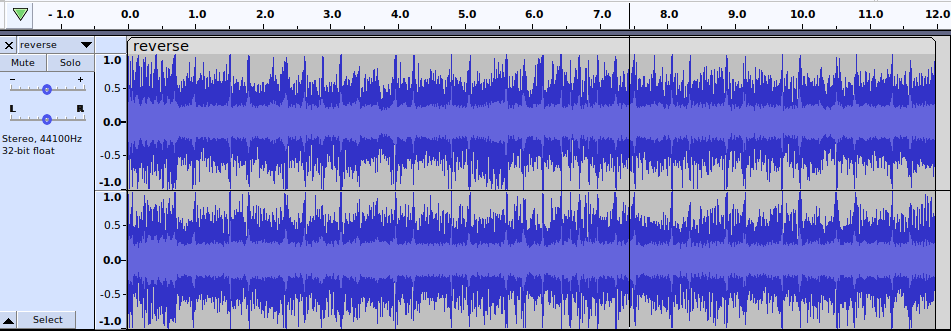 - 1.0 0.0 1.0 2.0 3.0 4.0 5.0 6.0 7.0 8.0 9.0 10.0 11.0 12.0
× reverse
reverse
Mute Solo
- +
L R
Stereo, 44100Hz
32-bit float
Select
1.0
0.5
0.0
-0.5
-1.0
1.0
0.5
0.0
-0.5
-1.0